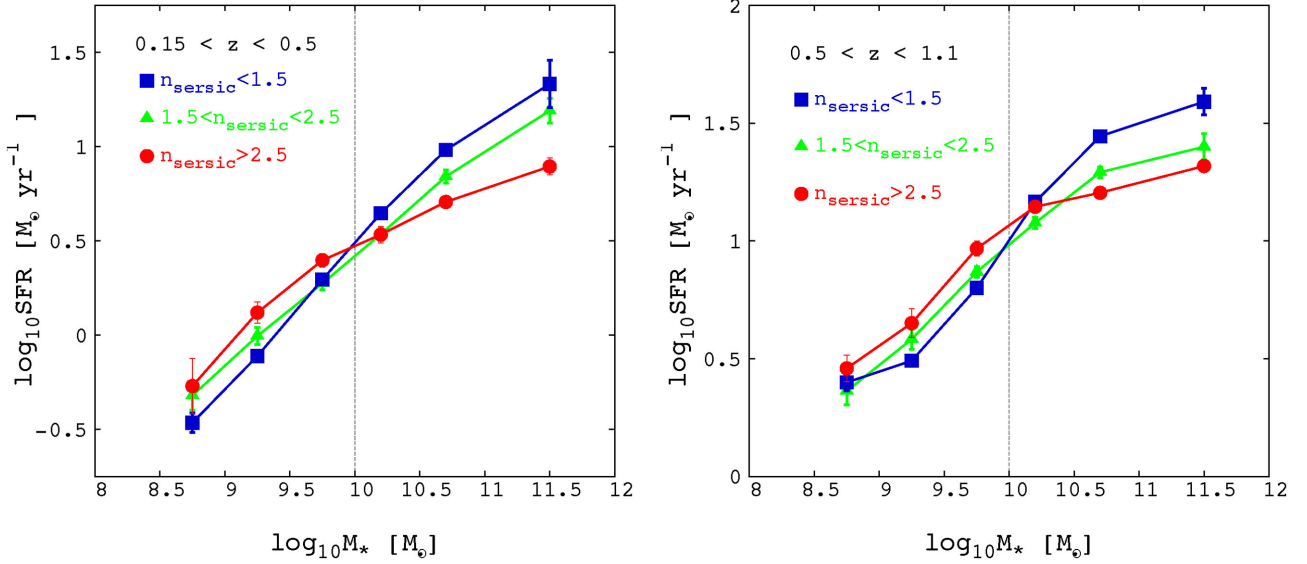 0.15 < z < 0.5
n_sersic<1.5
1.5<n_sersic<2.5
n_sersic>2.5
1.5
1
0.5
0
−0.5
8
8.5
9
9.5
10
10.5
11
11.5
12
log₁₀SFR [M⊙ yr⁻¹]
log₁₀M* [M⊙]
0.5 < z < 1.1
n_sersic<1.5
1.5<n_sersic<2.5
n_sersic>2.5
2
1.5
1
0.5
0
8
8.5
9
9.5
10
10.5
11
11.5
12
log₁₀SFR [M⊙ yr⁻¹]
log₁₀M* [M⊙]